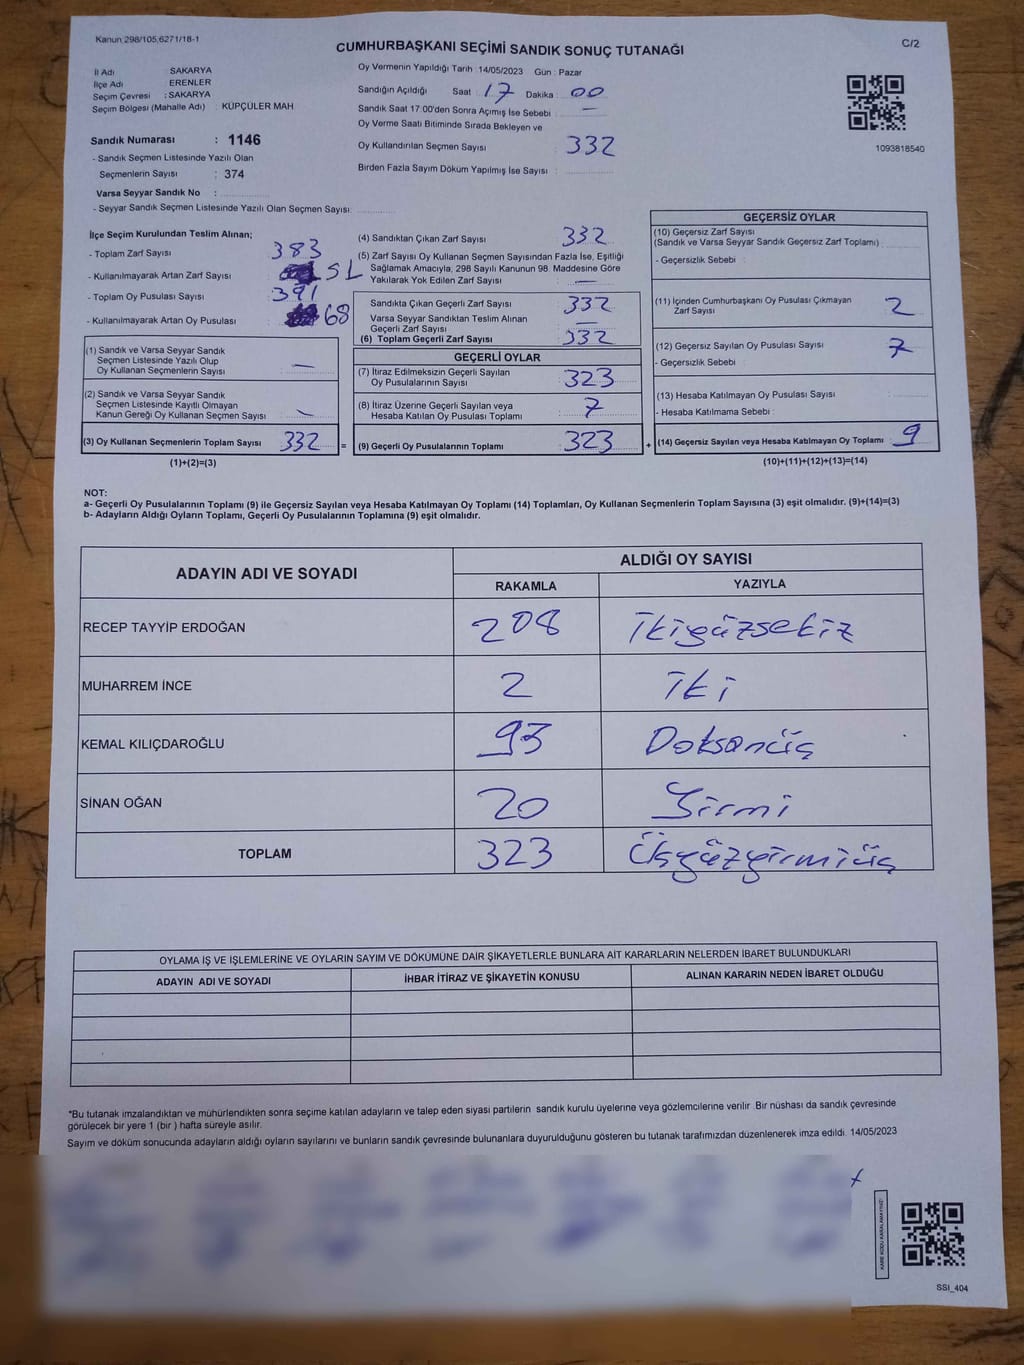 Kanun 298/105,6271/18-1
CUMHURBAŞKANI SEÇİMİ SANDIK SONUÇ TUTANAĞI
C/2
İl Adı SAKARYA
İlçe Adı ERENLER
Seçim Çevresi : SAKARYA
Seçim Bölgesi (Mahalle Adı) : KÜPÇÜLER MAH
Sandık Numarası : 1146
- Sandık Seçmen Listesinde Yazılı Olan
Seçmenlerin Sayısı : 374
Varsa Seyyar Sandık No :
- Seyyar Sandık Seçmen Listesinde Yazılı Olan Seçmen Sayısı:
Oy Vermenin Yapıldığı Tarih : 14/05/2023 Gün : Pazar
Sandığın Açıldığı Saat : 17 Dakika : 00
Sandık Saat 17:00'den Sonra Açımış İse Sebebi : —
Oy Verme Saati Bitiminde Sırada Bekleyen ve
Oy Kullandırılan Seçmen Sayısı : 332
Birden Fazla Sayım Döküm Yapılmış İse Sayısı :
1093818540
İlçe Seçim Kurulundan Teslim Alınan;
- Toplam Zarf Sayısı : 383
- Kullanılmayarak Artan Zarf Sayısı :
- Toplam Oy Pusulası Sayısı : 391
- Kullanılmayarak Artan Oy Pusulası : 68
(1) Sandık ve Varsa Seyyar Sandık
Seçmen Listesinde Yazılı Olup
Oy Kullanan Seçmenlerin Sayısı : —
(2) Sandık ve Varsa Seyyar Sandık
Seçmen Listesinde Kayıtlı Olmayan
Kanun Gereği Oy Kullanan Seçmen Sayısı : —
(3) Oy Kullanan Seçmenlerin Toplam Sayısı : 332 =
(1)+(2)=(3)
(4) Sandıktan Çıkan Zarf Sayısı : 332
(5) Zarf Sayısı Oy Kullanan Seçmen Sayısından Fazla İse, Eşitliği
Sağlamak Amacıyla, 298 Sayılı Kanunun 98. Maddesine Göre
Yakılarak Yok Edilen Zarf Sayısı : —
Sandıkta Çıkan Geçerli Zarf Sayısı : 332
Varsa Seyyar Sandıktan Teslim Alınan
Geçerli Zarf Sayısı : —
(6) Toplam Geçerli Zarf Sayısı : 332
GEÇERLİ OYLAR
(7) İtiraz Edilmeksizin Geçerli Sayılan
Oy Pusulalarının Sayısı : 323
(8) İtiraz Üzerine Geçerli Sayılan veya
Hesaba Katılan Oy Pusulası Toplamı : 7
(9) Geçerli Oy Pusulalarının Toplamı : 323 +
GEÇERSİZ OYLAR
(10) Geçersiz Zarf Sayısı
(Sandık ve Varsa Seyyar Sandık Geçersiz Zarf Toplamı) :
- Geçersizlik Sebebi :
(11) İçinden Cumhurbaşkanı Oy Pusulası Çıkmayan
Zarf Sayısı : 2
(12) Geçersiz Sayılan Oy Pusulası Sayısı : 7
- Geçersizlik Sebebi :
(13) Hesaba Katılmayan Oy Pusulası Sayısı :
- Hesaba Katılmama Sebebi :
(14) Geçersiz Sayılan veya Hesaba Katılmayan Oy Toplamı : 9
(10)+(11)+(12)+(13)=(14)
NOT:
a- Geçerli Oy Pusulalarının Toplamı (9) ile Geçersiz Sayılan veya Hesaba Katılmayan Oy Toplamı (14) Toplamları, Oy Kullanan Seçmenlerin Toplam Sayısına (3) eşit olmalıdır. (9)+(14)=(3)
b- Adayların Aldığı Oyların Toplamı, Geçerli Oy Pusulalarının Toplamına (9) eşit olmalıdır.
ADAYIN ADI VE SOYADI
ALDIĞI OY SAYISI
RAKAMLA YAZIYLA
RECEP TAYYİP ERDOĞAN 208 ikiyüzsekiz
MUHARREM İNCE 2 iki
KEMAL KILIÇDAROĞLU 93 Doksanüç
SİNAN OĞAN 20 Yirmi
TOPLAM 323 Üçyüzyirmiüç
OYLAMA İŞ VE İŞLEMLERİNE VE OYLARIN SAYIM VE DÖKÜMÜNE DAİR ŞİKAYETLERLE BUNLARA AİT KARARLARIN NELERDEN İBARET BULUNDUKLARI
ADAYIN ADI VE SOYADI İHBAR İTİRAZ VE ŞİKAYETİN KONUSU ALINAN KARARIN NEDEN İBARET OLDUĞU
*Bu tutanak imzalandıktan ve mühürlendikten sonra seçime katılan adayların ve talep eden siyasi partilerin sandık kurulu üyelerine veya gözlemcilerine verilir. Bir nüshası da sandık çevresinde
görülecek bir yere 1 (bir ) hafta süreyle asılır.
Sayım ve döküm sonucunda adayların aldığı oyların sayılarını ve bunların sandık çevresinde bulunanlara duyurulduğunu gösteren bu tutanak tarafımızdan düzenlenerek imza edildi. 14/05/2023
KARE KODU KARALAMAYINIZ!
SSI_404